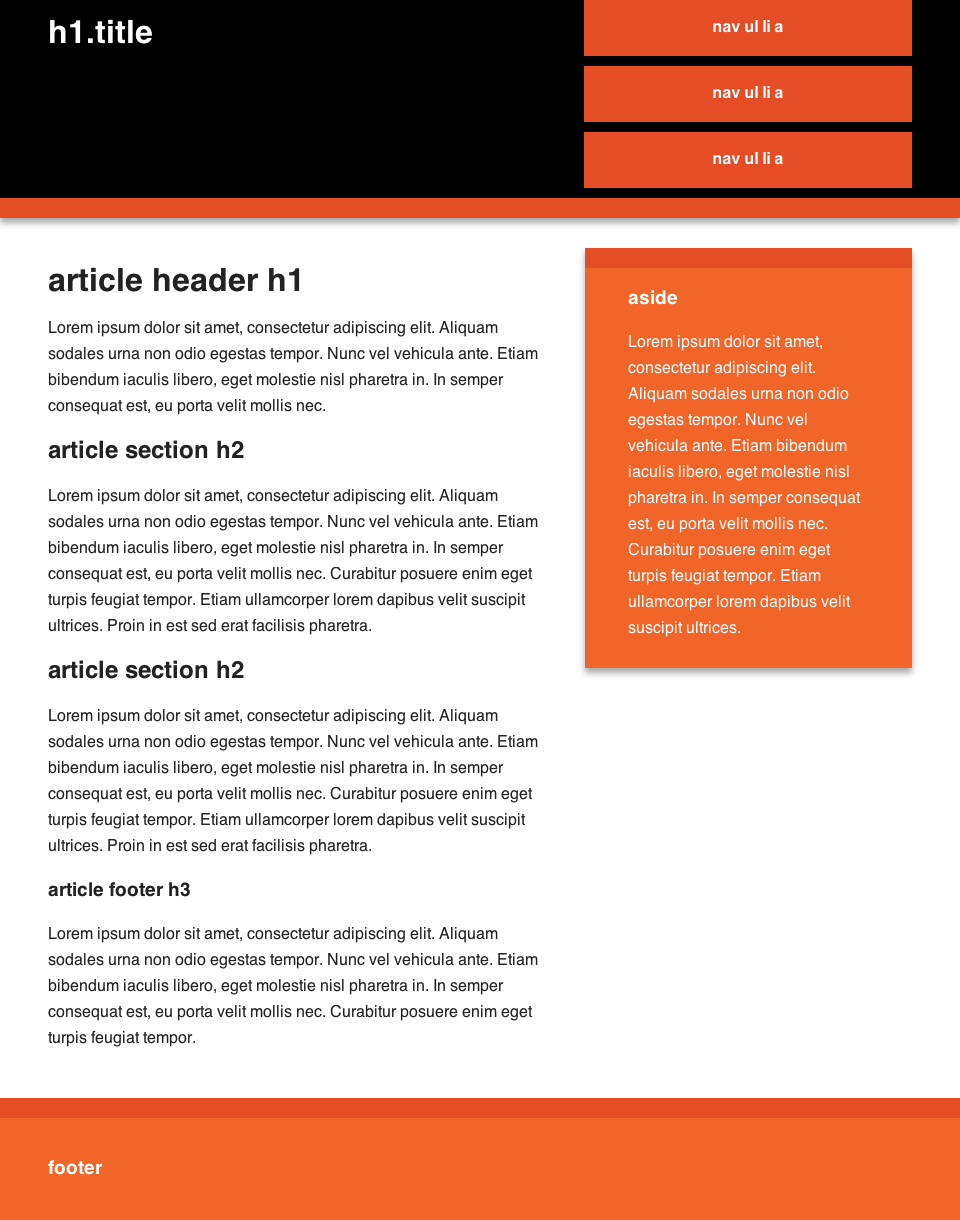 h1.title
nav ul li a
nav ul li a
nav ul li a
article header h1
Lorem ipsum dolor sit amet, consectetur adipiscing elit. Aliquam
sodales urna non odio egestas tempor. Nunc vel vehicula ante. Etiam
bibendum iaculis libero, eget molestie nisl pharetra in. In semper
consequat est, eu porta velit mollis nec.
article section h2
Lorem ipsum dolor sit amet, consectetur adipiscing elit. Aliquam
sodales urna non odio egestas tempor. Nunc vel vehicula ante. Etiam
bibendum iaculis libero, eget molestie nisl pharetra in. In semper
consequat est, eu porta velit mollis nec. Curabitur posuere enim eget
turpis feugiat tempor. Etiam ullamcorper lorem dapibus velit suscipit
ultrices. Proin in est sed erat facilisis pharetra.
article section h2
Lorem ipsum dolor sit amet, consectetur adipiscing elit. Aliquam
sodales urna non odio egestas tempor. Nunc vel vehicula ante. Etiam
bibendum iaculis libero, eget molestie nisl pharetra in. In semper
consequat est, eu porta velit mollis nec. Curabitur posuere enim eget
turpis feugiat tempor. Etiam ullamcorper lorem dapibus velit suscipit
ultrices. Proin in est sed erat facilisis pharetra.
article footer h3
Lorem ipsum dolor sit amet, consectetur adipiscing elit. Aliquam
sodales urna non odio egestas tempor. Nunc vel vehicula ante. Etiam
bibendum iaculis libero, eget molestie nisl pharetra in. In semper
consequat est, eu porta velit mollis nec. Curabitur posuere enim eget
turpis feugiat tempor.
aside
Lorem ipsum dolor sit amet,
consectetur adipiscing elit.
Aliquam sodales urna non odio
egestas tempor. Nunc vel
vehicula ante. Etiam bibendum
iaculis libero, eget molestie nisl
pharetra in. In semper consequat
est, eu porta velit mollis nec.
Curabitur posuere enim eget
turpis feugiat tempor. Etiam
ullamcorper lorem dapibus velit
suscipit ultrices.
footer